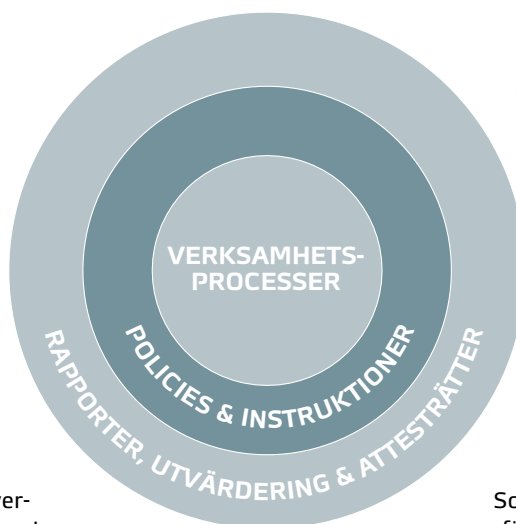 VERKSAMHETS-
PROCESSER
POLICIES & INSTRUKTIONER
RAPPORTER, UTVÄRDERING & ATTESTRÄTTER